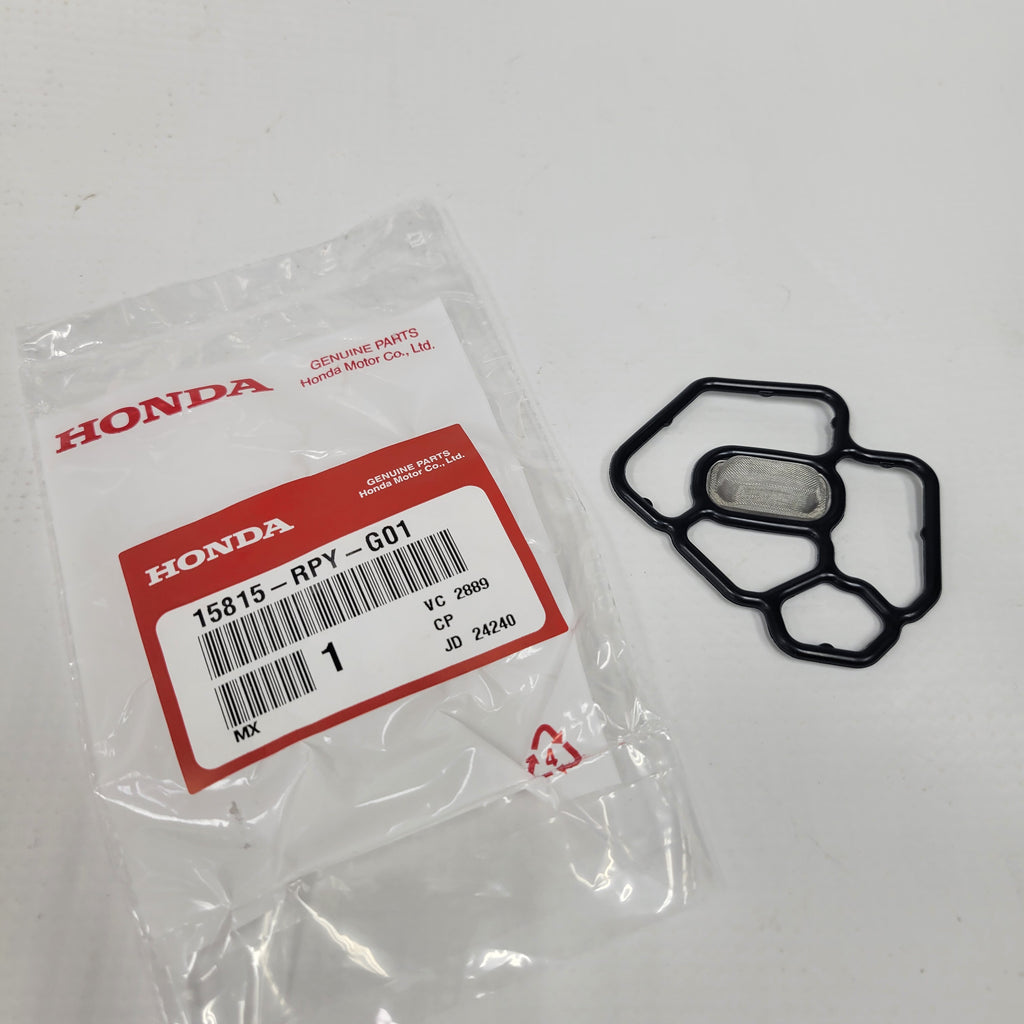 HONDA
GENUINE PARTS
Honda Motor Co., Ltd.
HONDA
GENUINE PARTS
Honda Motor Co., Ltd.
15815-RPY-G01
1
VC 2889
CP
JD 24240
MX
4